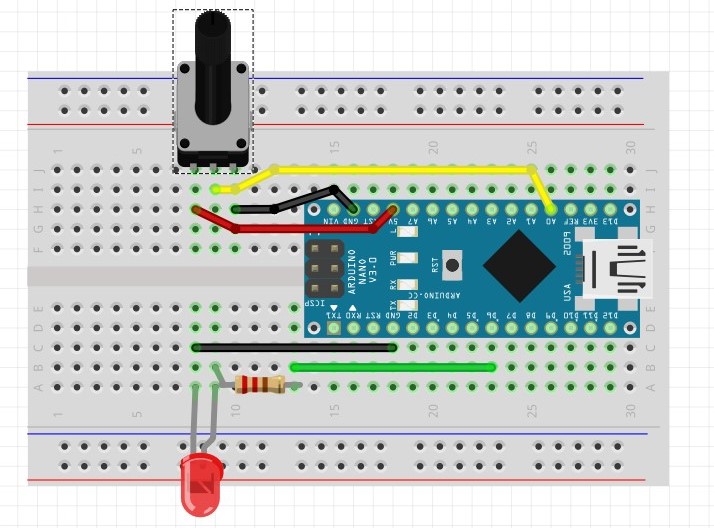 1 5 15 20 25 30
J J
I I
H H
G
F F
VIN GND RST 5V A7 A6 A5 A4 A3 A2 A1 A0 REF 3V3 D13
L
PWR
RX
TX
RST
ARDUINO
NANO
V3.0
ARDUINO.CC
ICSP
USA
TX1 RX0 RST GND D2 D3 D4 D5 D6 D7 D8 D9 D10 D11 D12
E E
D D
C C
B B
A A
1 5 10 15 20 25 30